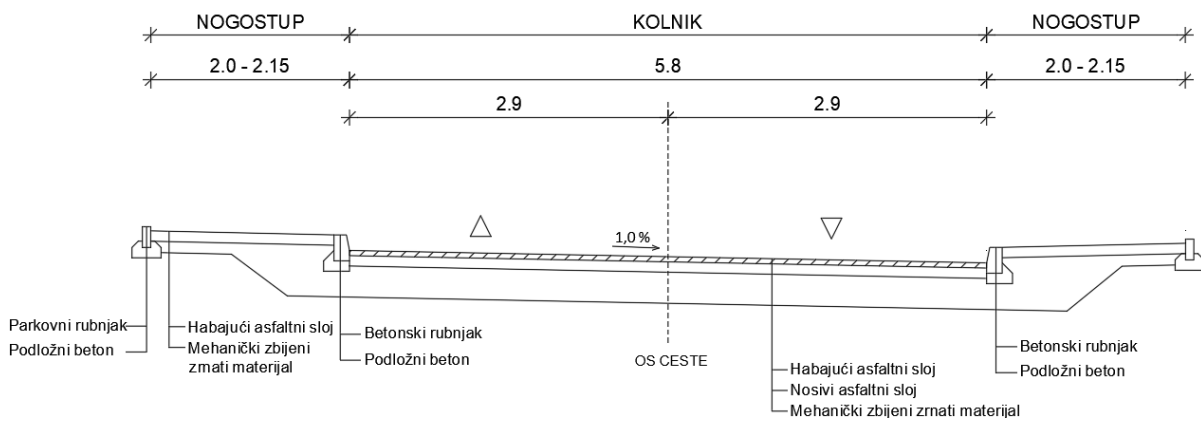 NOGOSTUP
KOLNIK
NOGOSTUP
2.0 - 2.15
5.8
2.0 - 2.15
2.9
2.9
1,0 %
Parkovni rubnjak
Podložni beton
Habajući asfaltni sloj
Mehanički zbijeni
zrnati materijal
Betonski rubnjak
Podložni beton
OS CESTE
Habajući asfaltni sloj
Nosivi asfaltni sloj
Mehanički zbijeni zrnati materijal
Betonski rubnjak
Podložni beton